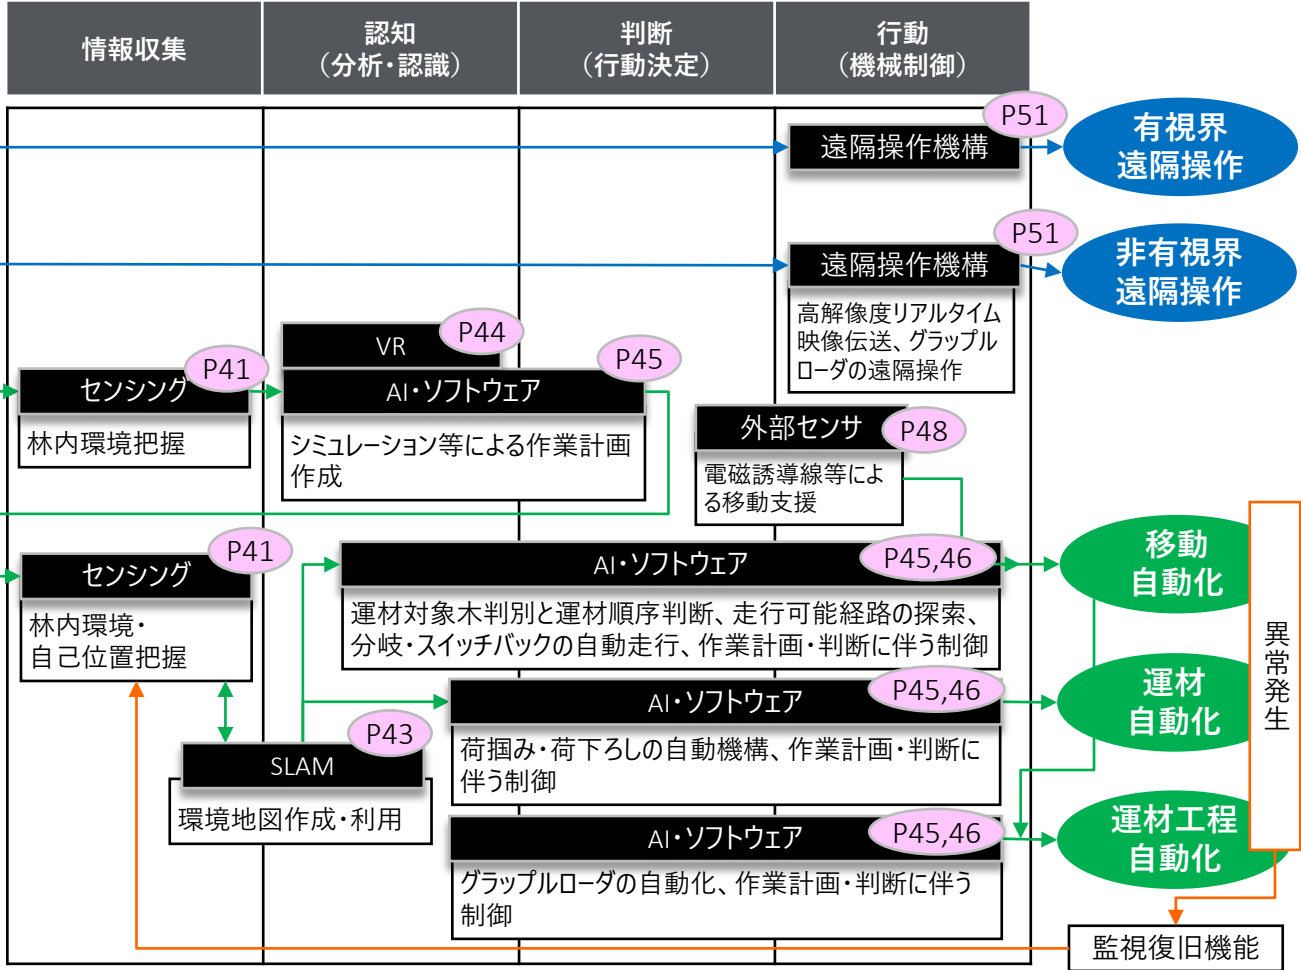 情報収集
認知
（分析・認識）
判断
（行動決定）
行動
（機械制御）
P51
遠隔操作機構
有視界
遠隔操作
P51
遠隔操作機構
高解像度リアルタイム
映像伝送、グラップル
ローダの遠隔操作
非有視界
遠隔操作
P41
センシング
林内環境把握
VR
P44
P45
AI・ソフトウェア
シミュレーション等による作業計画
作成
外部センサ
P48
電磁誘導線等によ
る移動支援
P41
センシング
林内環境・
自己位置把握
AI・ソフトウェア
P45,46
運材対象木判別と運材順序判断、走行可能経路の探索、
分岐・スイッチバックの自動走行、作業計画・判断に伴う制御
移動
自動化
P43
SLAM
環境地図作成・利用
AI・ソフトウェア
P45,46
荷掴み・荷下ろしの自動機構、作業計画・判断に
伴う制御
運材
自動化
AI・ソフトウェア
P45,46
グラップルローダの自動化、作業計画・判断に伴う
制御
運材工程
自動化
異常発生
監視復旧機能